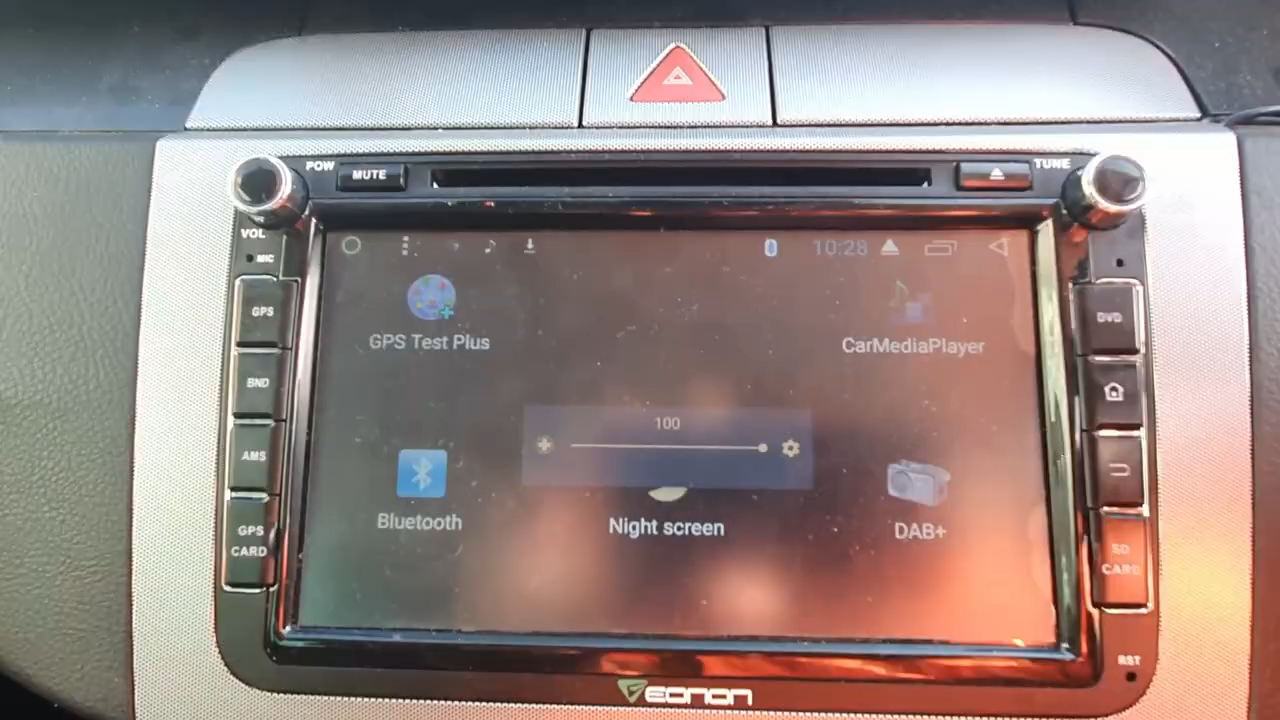 POW
MUTE
TUNE
VOL
MIC
10:28
GPS
GPS Test Plus
CarMediaPlayer
DVD
BND
100
AMS
Bluetooth
Night screen
DAB+
GPS
CARD
SD
CARD
RST
EONON